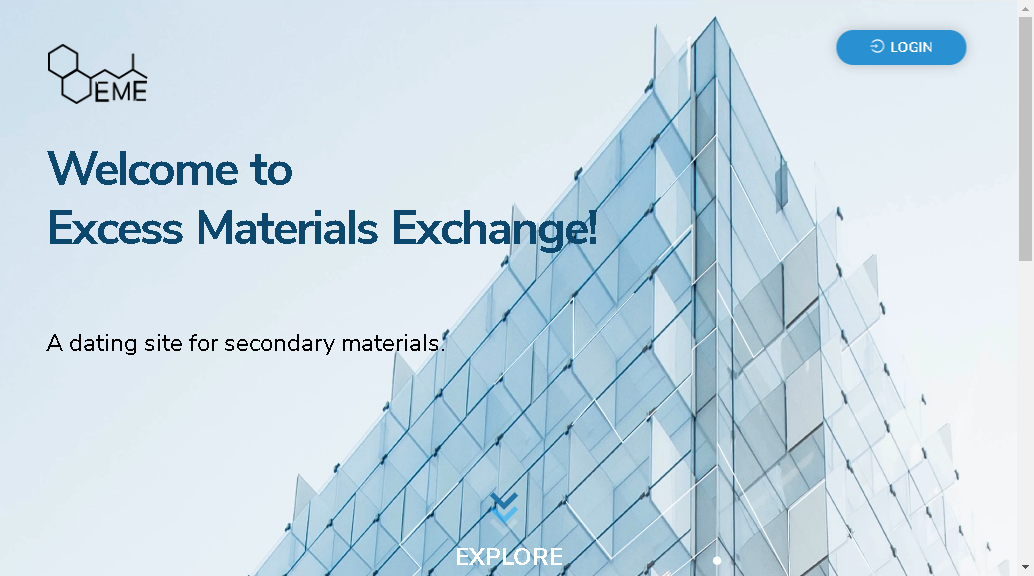 LOGIN
EME
Welcome to
Excess Materials Exchange!
A dating site for secondary materials.
EXPLORE